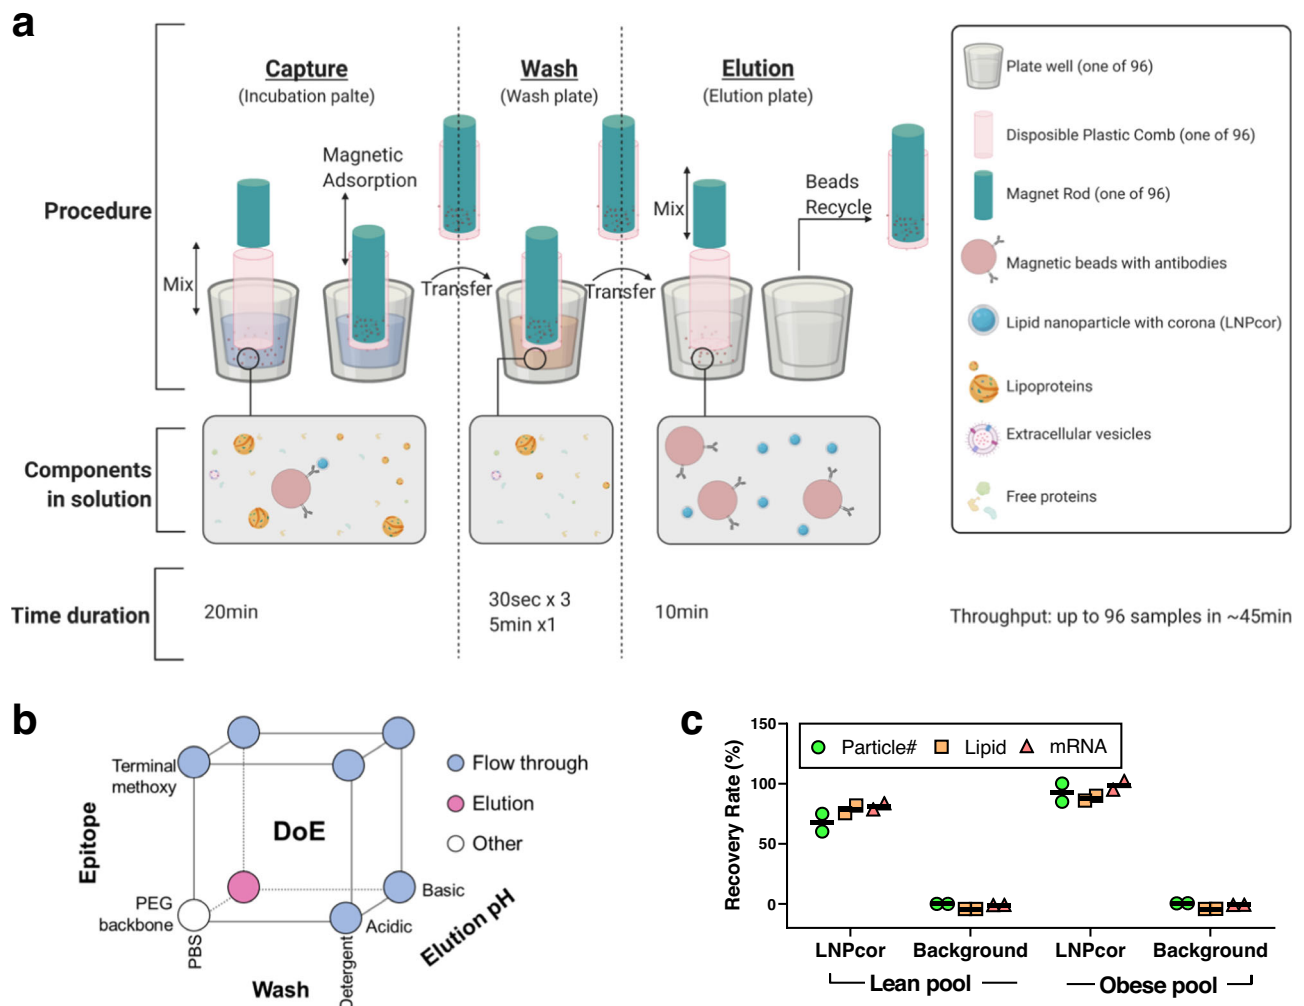 a
Capture
(Incubation palte)
Wash
(Wash plate)
Elution
(Elution plate)
Procedure
Mix
Magnetic
Adsorption
Transfer
Transfer
Mix
Beads
Recycle
Plate well (one of 96)
Disposible Plastic Comb (one of 96)
Magnet Rod (one of 96)
Magnetic beads with antibodies
Lipid nanoparticle with corona (LNPcor)
Lipoproteins
Extracellular vesicles
Free proteins
Components
in solution
Time duration
20min
30sec x 3
5min x1
10min
Throughput: up to 96 samples in ~45min
b
Epitope
Terminal
methoxy
PEG
backbone
DoE
PBS
Detergent
Wash
Acidic
Basic
Elution pH
Flow through
Elution
Other
c
Recovery Rate (%)
150
100
50
0
Particle#
Lipid
mRNA
LNPcor
Background
LNPcor
Background
Lean pool
Obese pool